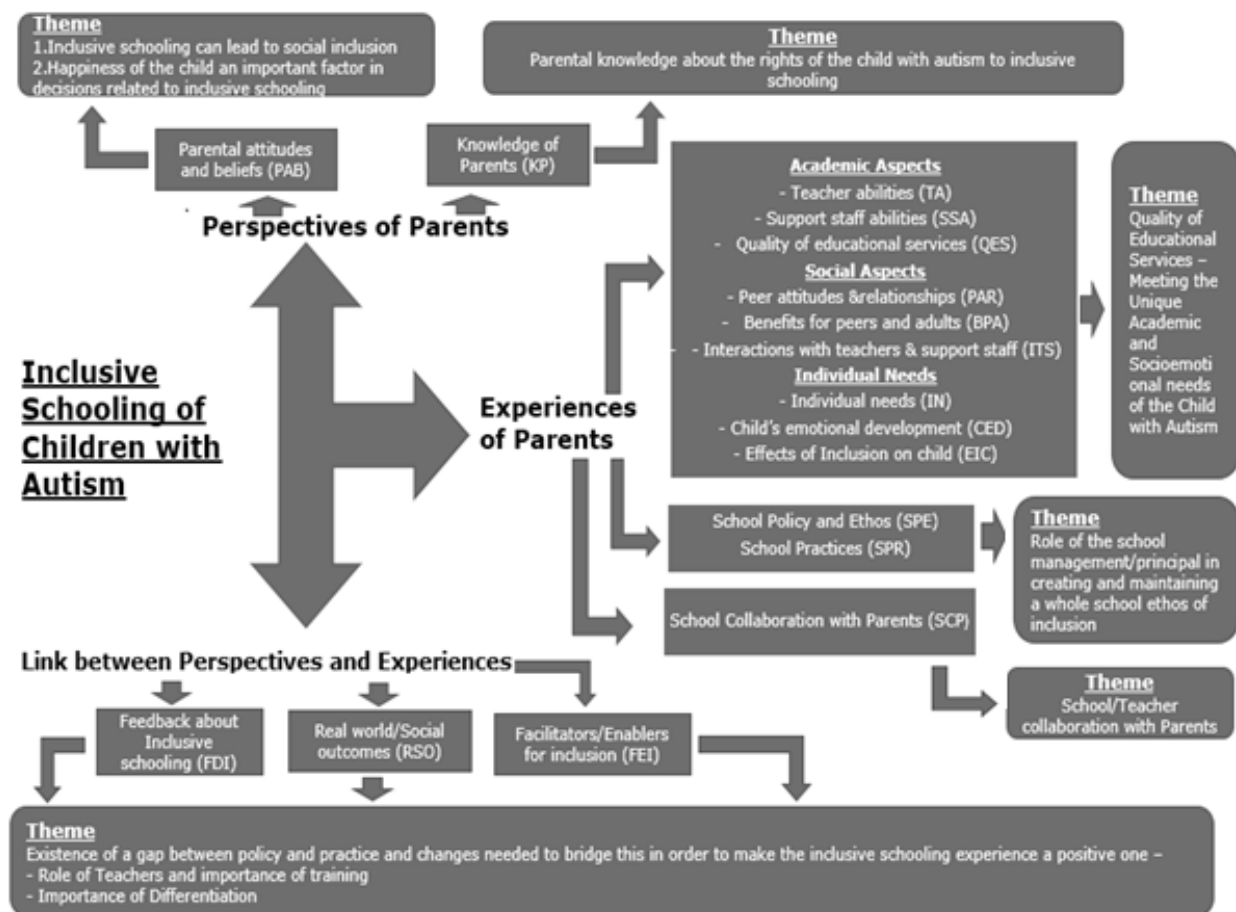 Theme
1.Inclusive schooling can lead to social inclusion
2.Happiness of the child an important factor in
decisions related to inclusive schooling
Theme
Parental knowledge about the rights of the child with autism to inclusive
schooling
Parental attitudes
and beliefs (PAB)
Knowledge of
Parents (KP)
Perspectives of Parents
Academic Aspects
- Teacher abilities (TA)
- Support staff abilities (SSA)
- Quality of educational services (QES)
Social Aspects
- Peer attitudes &relationships (PAR)
- Benefits for peers and adults (BPA)
- - Interactions with teachers & support staff (ITS)
Individual Needs
- Individual needs (IN)
- Child's emotional development (CED)
- Effects of Inclusion on child (EIC)
Theme
Quality of
Educational
Services –
Meeting the
Unique
Academic
and
Socioemoti
onal needs
of the Child
with Autism
Inclusive
Schooling of
Children with
Autism
Experiences
of Parents
School Policy and Ethos (SPE)
School Practices (SPR)
Theme
Role of the school
management/principal in
creating and maintaining
a whole school ethos of
inclusion
School Collaboration with Parents (SCP)
Theme
School/Teacher
collaboration with Parents
Link between Perspectives and Experiences
Feedback about
Inclusive
schooling (FDI)
Real world/Social
outcomes (RSO)
Facilitators/Enablers
for inclusion (FEI)
Theme
Existence of a gap between policy and practice and changes needed to bridge this in order to make the inclusive schooling experience a positive one –
- Role of Teachers and importance of training
- Importance of Differentiation